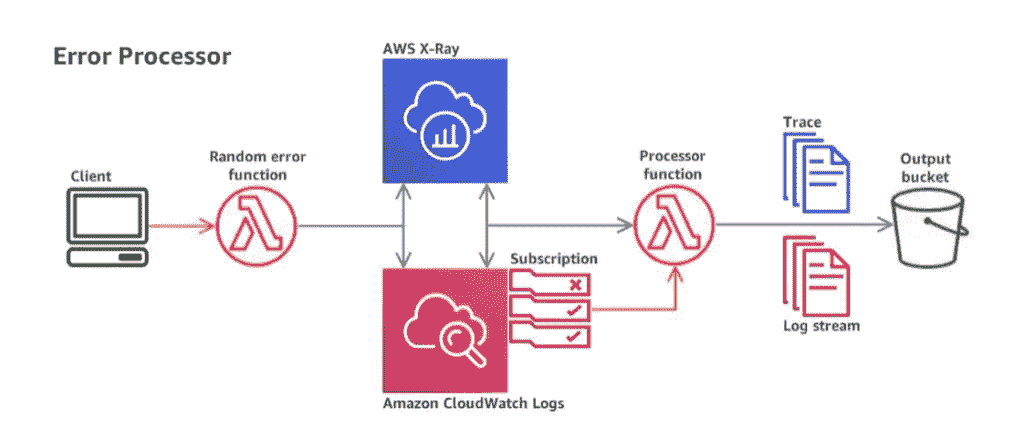 Error Processor
AWS X-Ray
Client
Random error
function
Processor
function
Trace
Output
bucket
Subscription
Log stream
Amazon CloudWatch Logs